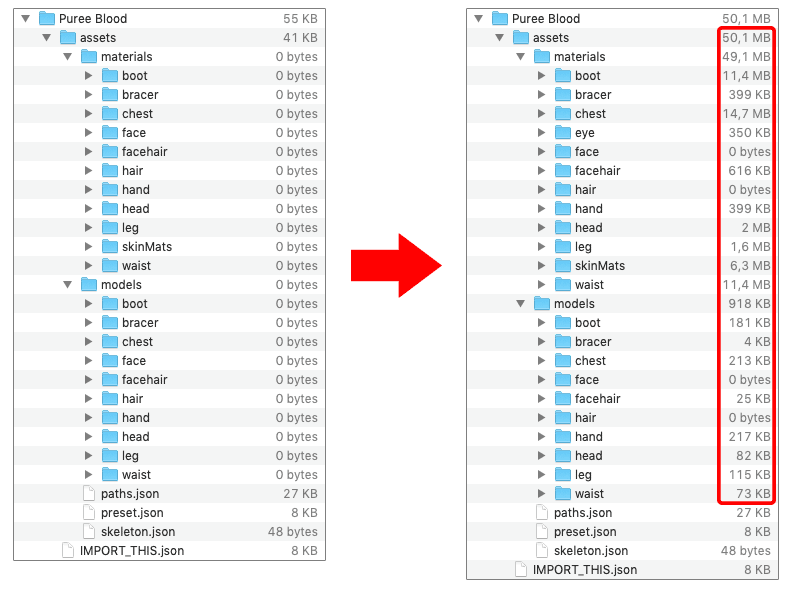 Puree Blood 55 KB
assets 41 KB
materials 0 bytes
boot 0 bytes
bracer 0 bytes
chest 0 bytes
face 0 bytes
facehair 0 bytes
hair 0 bytes
hand 0 bytes
head 0 bytes
leg 0 bytes
skinMats 0 bytes
waist 0 bytes
models 0 bytes
boot 0 bytes
bracer 0 bytes
chest 0 bytes
face 0 bytes
facehair 0 bytes
hair 0 bytes
hand 0 bytes
head 0 bytes
leg 0 bytes
waist 0 bytes
paths.json 27 KB
preset.json 8 KB
skeleton.json 48 bytes
IMPORT_THIS.json 8 KB
Puree Blood 50,1 MB
assets 50,1 MB
materials 49,1 MB
boot 11,4 MB
bracer 399 KB
chest 14,7 MB
eye 350 KB
face 0 bytes
facehair 616 KB
hair 0 bytes
hand 399 KB
head 2 MB
leg 1,6 MB
skinMats 6,3 MB
waist 11,4 MB
models 918 KB
boot 181 KB
bracer 4 KB
chest 213 KB
face 0 bytes
facehair 25 KB
hair 0 bytes
hand 217 KB
head 82 KB
leg 115 KB
waist 73 KB
paths.json 27 KB
preset.json 8 KB
skeleton.json 48 bytes
IMPORT_THIS.json 8 KB